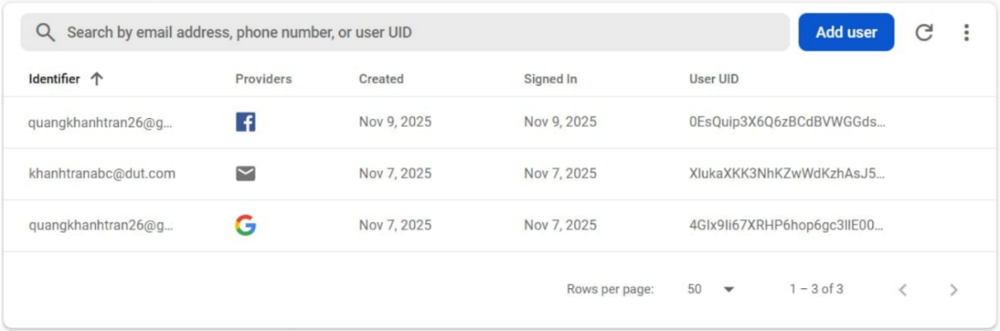 Search by email address, phone number, or user UID Add user
Identifier Providers Created Signed In User UID
quangkhanhtran26@g... Nov 9, 2025 Nov 9, 2025 0EsQuip3X6Q6zBCdBVWGGds...
khanhtranabc@dut.com Nov 7, 2025 Nov 7, 2025 XlukaXKK3NhKZwWdKzhAsJ5...
quangkhanhtran26@g... Nov 7, 2025 Nov 7, 2025 4GIx9Ii67XRHP6hop6gc3IIE00...
Rows per page: 50 1 – 3 of 3